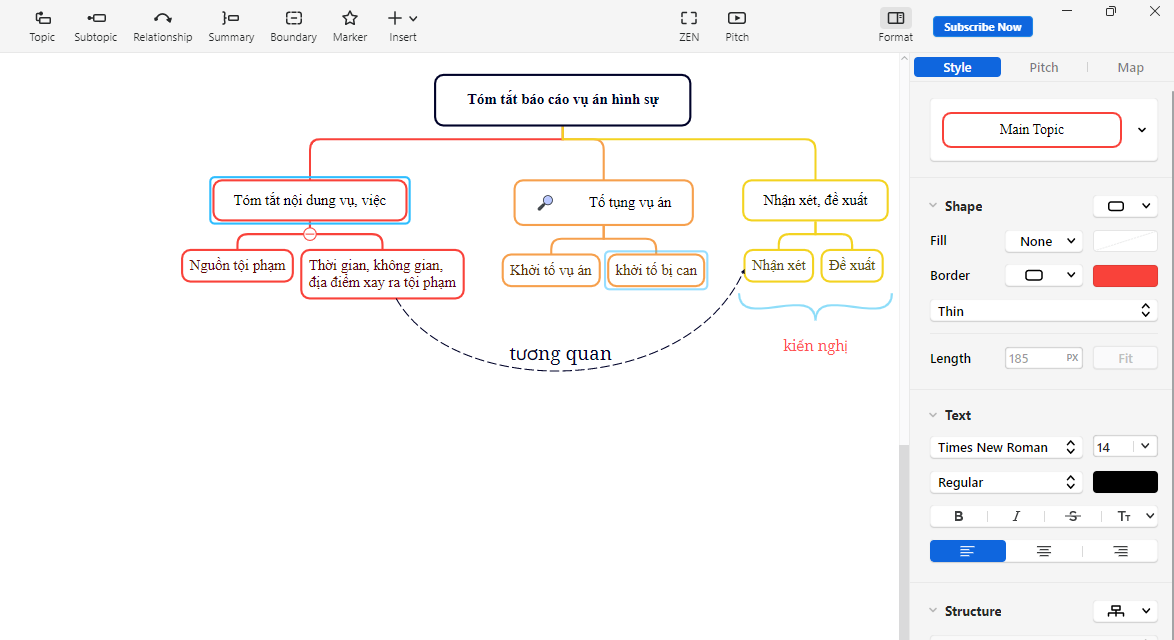 Topic
Subtopic
Relationship
Summary
Boundary
Marker
Insert
ZEN
Pitch
Format
Subscribe Now
Tóm tắt báo cáo vụ án hình sự
Tóm tắt nội dung vụ, việc
Tố tụng vụ án
Nhận xét, đề xuất
Nguồn tội phạm
Thời gian, không gian,
địa điểm xay ra tội phạm
Khởi tố vụ án
khởi tố bị can
Nhận xét
Đề xuất
tương quan
kiến nghị
Style
Pitch
Map
Main Topic
Shape
Fill
None
Border
Thin
Length
185
PX
Fit
Text
Times New Roman
14
Regular
B
I
S
TT
Structure